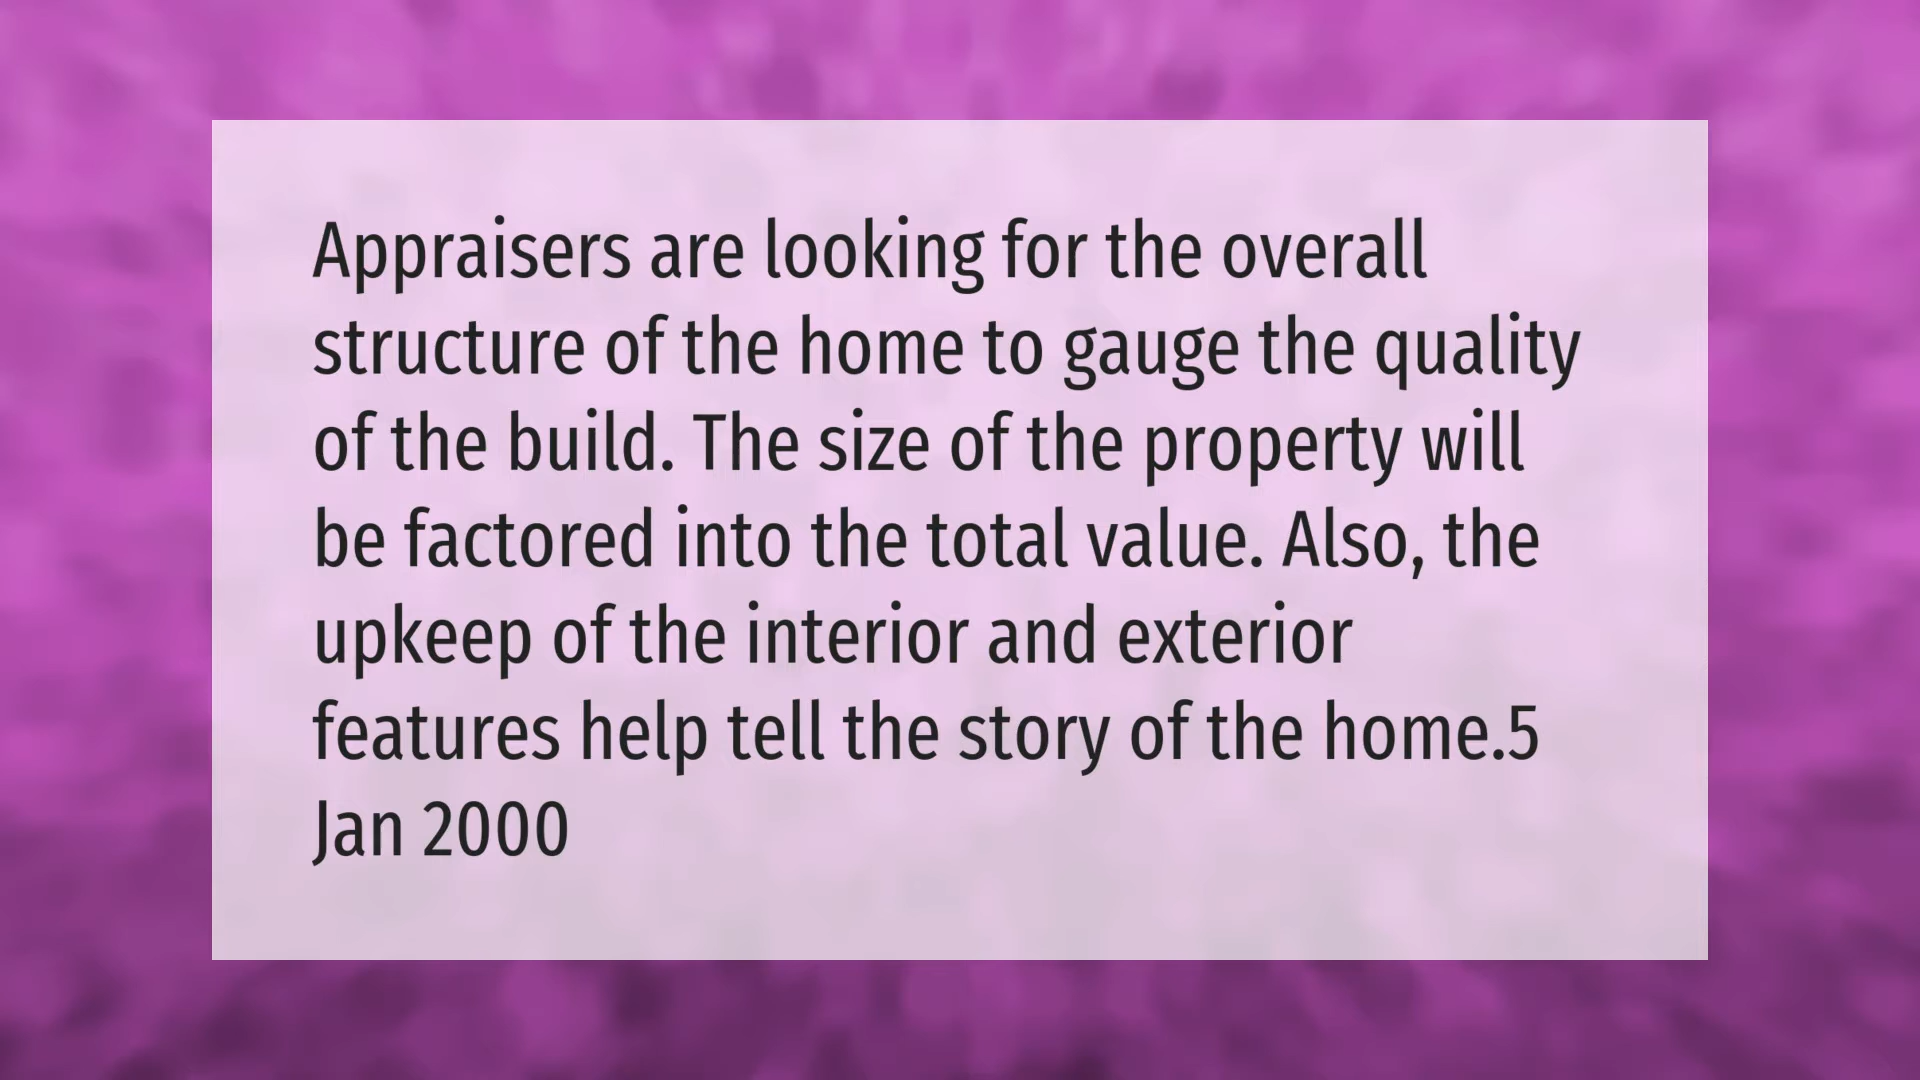 Appraisers are looking for the overall
structure of the home to gauge the quality
of the build. The size of the property will
be factored into the total value. Also, the
upkeep of the interior and exterior
features help tell the story of the home.5
Jan 2000